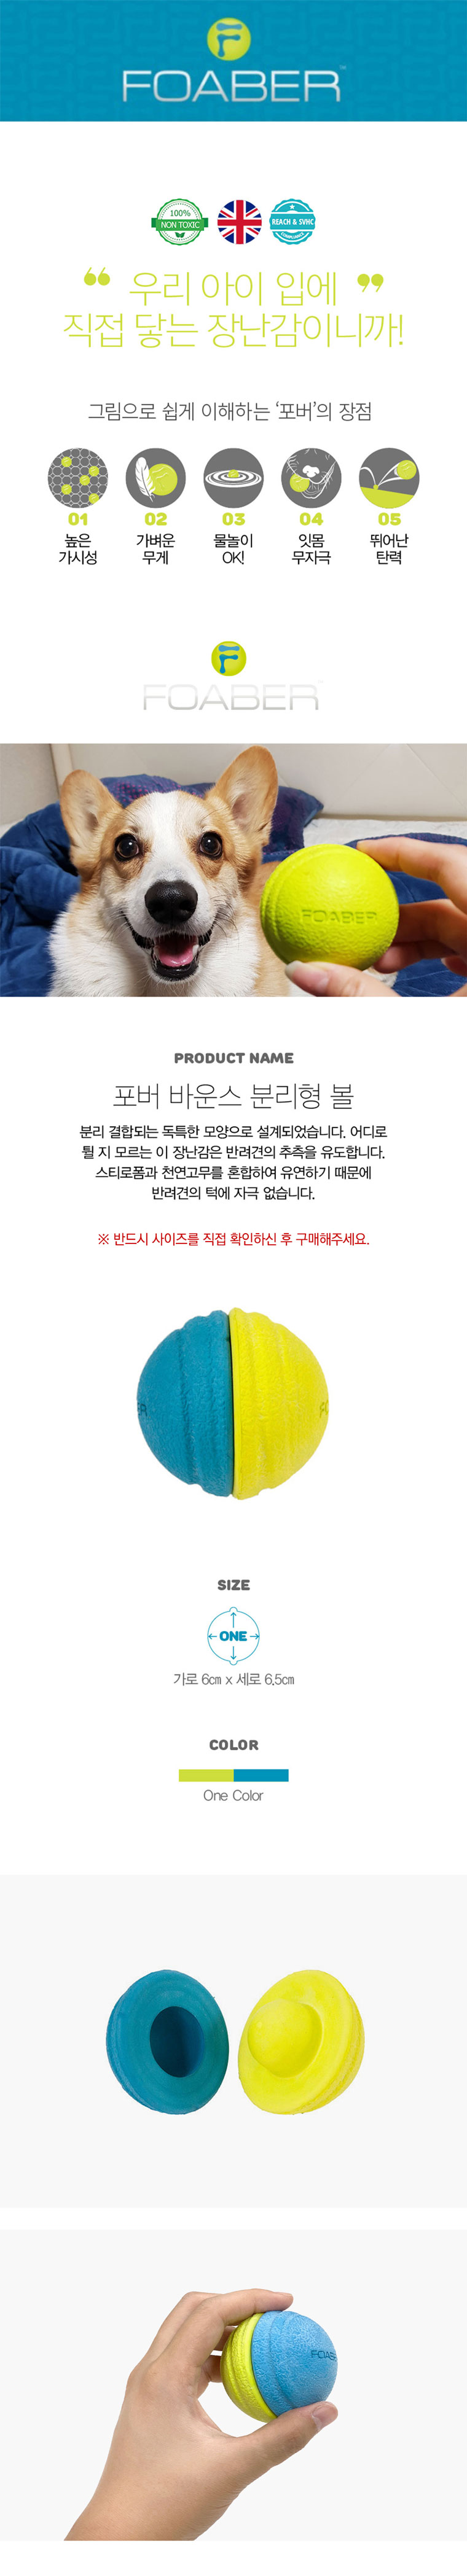 FOABER
100%
NON TOXIC
REACH & SVHC
COMPLIANCE
“ 우리 아이 입에 ”
직접 닿는 장난감이니까!
그림으로 쉽게 이해하는 ‘포버’의 장점
01 02 03 04 05
높은 가벼운 물놀이 잇몸 뛰어난
가시성 무게 OK! 무자극 탄력
FOABER
FOABER
PRODUCT NAME
포버 바운스 분리형 볼
분리 결합되는 독특한 모양으로 설계되었습니다. 어디로
튈 지 모르는 이 장난감은 반려견의 추측을 유도합니다.
스티로폼과 천연고무를 혼합하여 유연하기 때문에
반려견의 턱에 자극 없습니다.
※ 반드시 사이즈를 직접 확인하신 후 구매해주세요.
SIZE
ONE
가로 6cm x 세로 6.5cm
COLOR
One Color